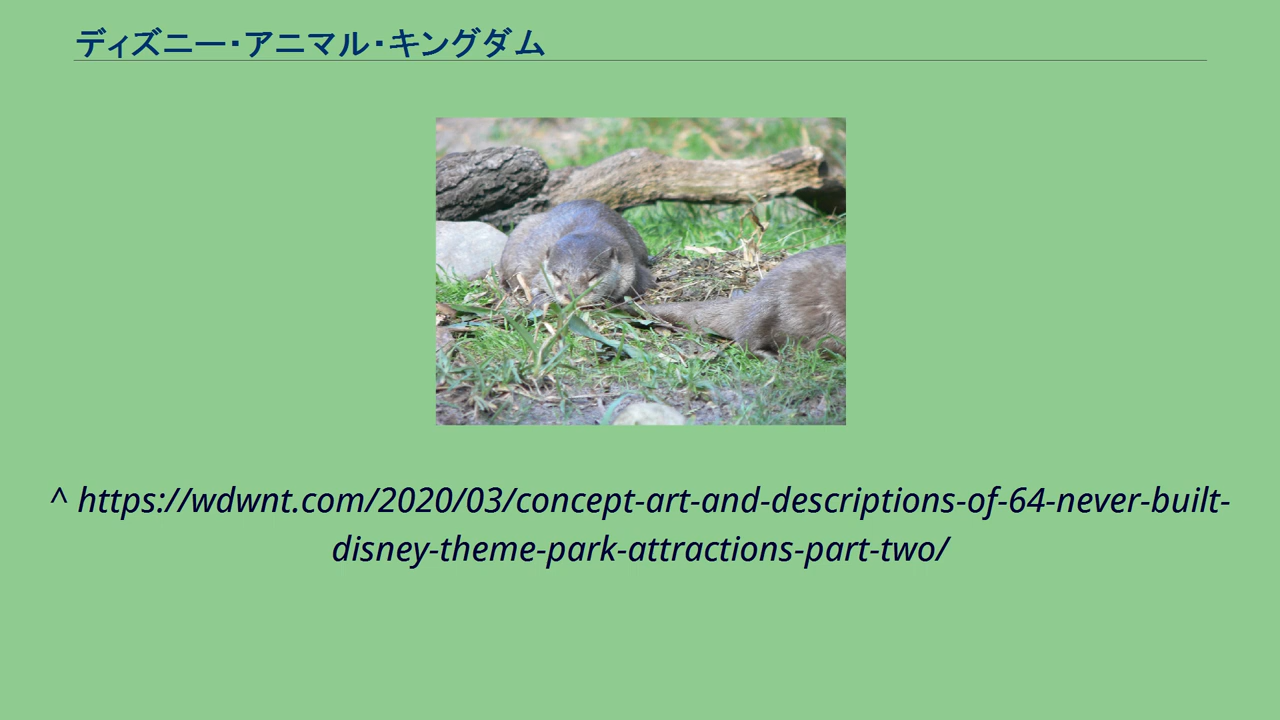 ディズニー・アニマル・キングダム
^ https://wdwnt.com/2020/03/concept-art-and-descriptions-of-64-never-built-
disney-theme-park-attractions-part-two/